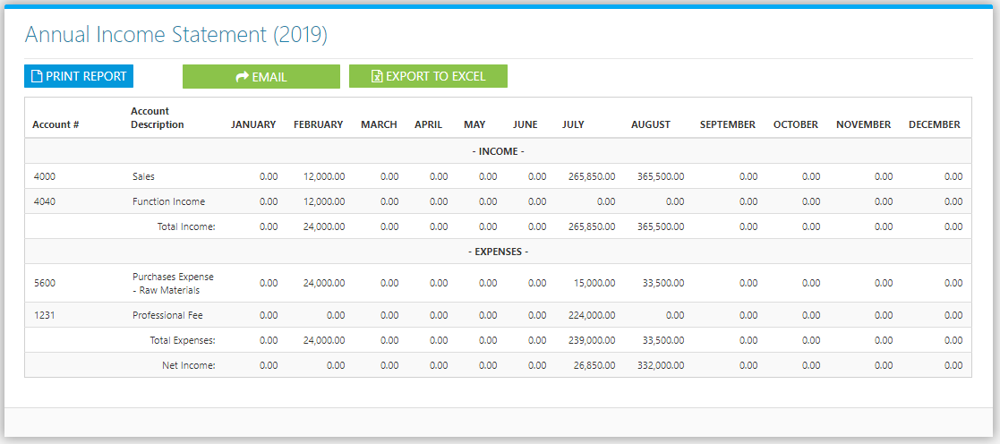 Annual Income Statement (2019)
PRINT REPORT EMAIL EXPORT TO EXCEL
Account # Account Description JANUARY FEBRUARY MARCH APRIL MAY JUNE JULY AUGUST SEPTEMBER OCTOBER NOVEMBER DECEMBER
- INCOME -
4000 Sales 0.00 12,000.00 0.00 0.00 0.00 0.00 265,850.00 365,500.00 0.00 0.00 0.00 0.00
4040 Function Income 0.00 12,000.00 0.00 0.00 0.00 0.00 0.00 0.00 0.00 0.00 0.00 0.00
Total Income: 0.00 24,000.00 0.00 0.00 0.00 0.00 265,850.00 365,500.00 0.00 0.00 0.00 0.00
- EXPENSES -
5600 Purchases Expense - Raw Materials 0.00 24,000.00 0.00 0.00 0.00 0.00 15,000.00 33,500.00 0.00 0.00 0.00 0.00
1231 Professional Fee 0.00 0.00 0.00 0.00 0.00 0.00 224,000.00 0.00 0.00 0.00 0.00 0.00
Total Expenses: 0.00 24,000.00 0.00 0.00 0.00 0.00 239,000.00 33,500.00 0.00 0.00 0.00 0.00
Net Income: 0.00 0.00 0.00 0.00 0.00 0.00 26,850.00 332,000.00 0.00 0.00 0.00 0.00